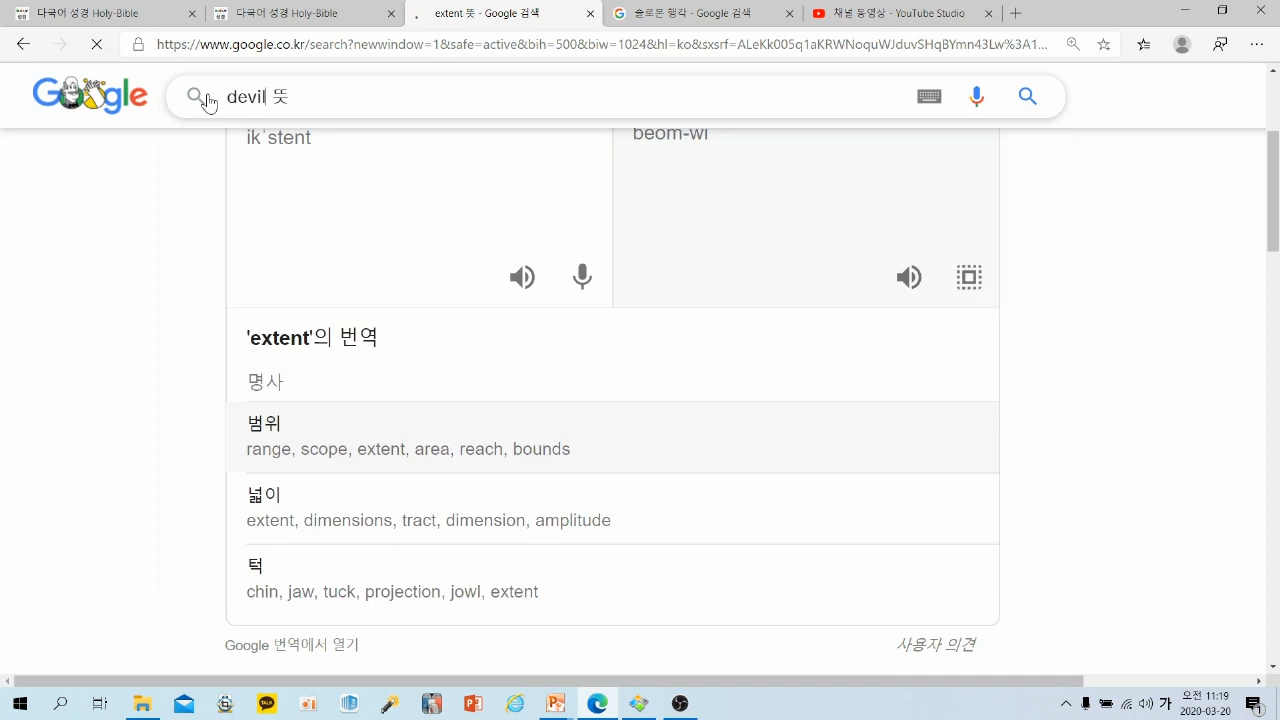 다국어 성경 Holy-Bible
다국어 성경 Holy-Bible
extent 뜻 - Google 검색
솔로몬 행각 - Google 검색
채널 동영상 - YouTube Studio
https://www.google.co.kr/search?newwindow=1&safe=active&bih=500&biw=1024&hl=ko&sxsrf=ALeKk005q1aKRWNoquWJduvSHqBYmn43Lw%3A1...
Google
devil 뜻
ikˈstent
beom-wi
'extent'의 번역
명사
범위
range, scope, extent, area, reach, bounds
넓이
extent, dimensions, tract, dimension, amplitude
턱
chin, jaw, tuck, projection, jowl, extent
Google 번역에서 열기
사용자 의견
TALK
가
오전 11:19
2020-03-20